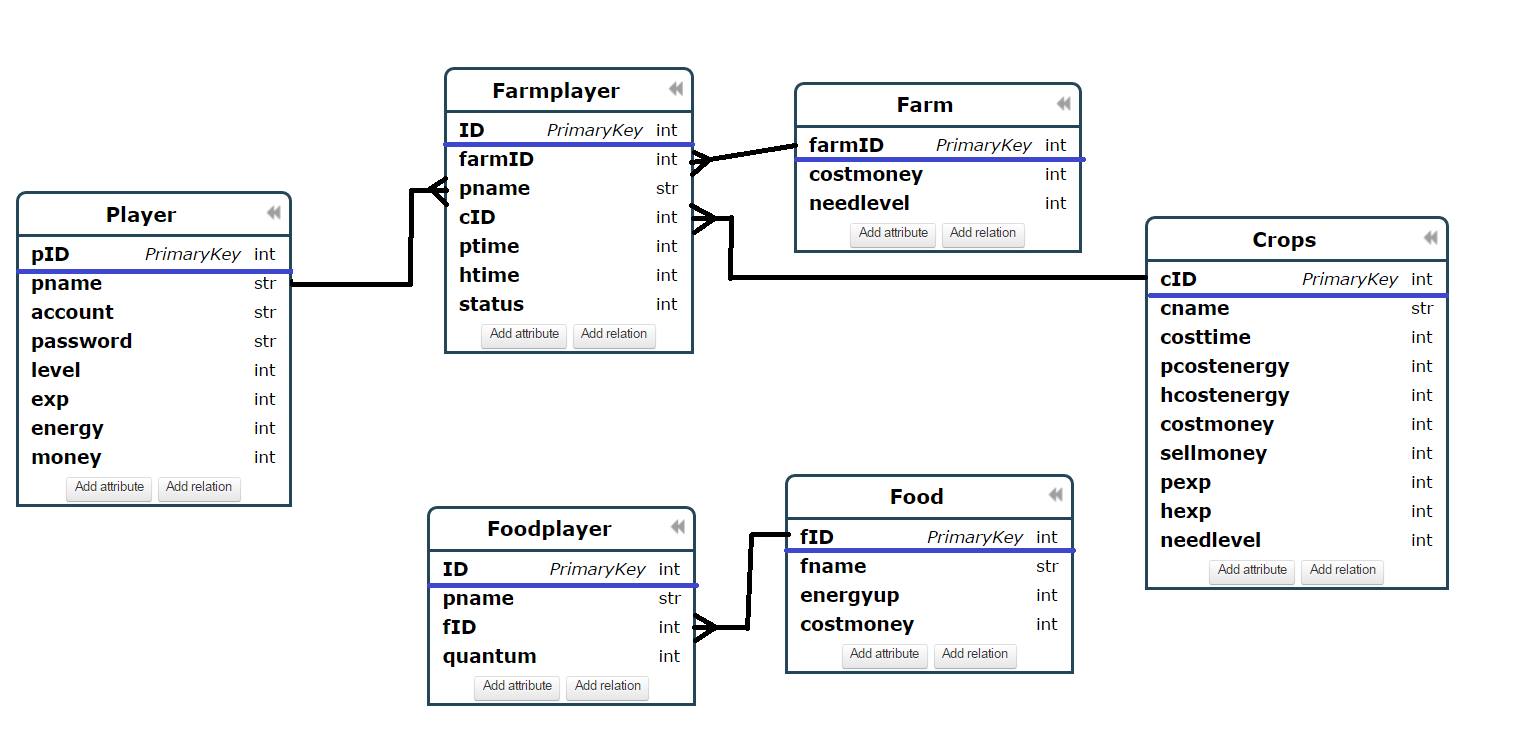 Player
pID PrimaryKey int
pname str
account str
password str
level int
exp int
energy int
money int
Add attribute Add relation
Farmplayer
ID PrimaryKey int
farmID int
pname str
cID int
ptime int
htime int
status int
Add attribute Add relation
Farm
farmID PrimaryKey int
costmoney int
needlevel int
Add attribute Add relation
Crops
cID PrimaryKey int
cname str
costtime int
pcostenergy int
hcostenergy int
costmoney int
sellmoney int
pexp int
hexp int
needlevel int
Add attribute Add relation
Foodplayer
ID PrimaryKey int
pname str
fID int
quantum int
Add attribute Add relation
Food
fID PrimaryKey int
fname str
energyup int
costmoney int
Add attribute Add relation